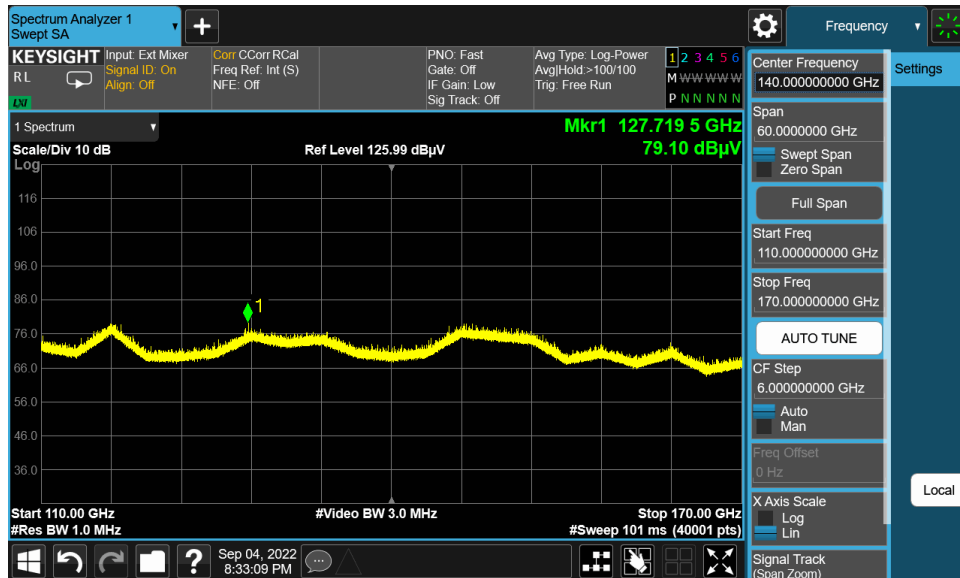 Spectrum Analyzer 1
Swept SA
Frequency
KEYSIGHT
RL
LXI
Input: Ext Mixer
Signal ID: On
Align: Off
Corr CCorr RCal
Freq Ref: Int (S)
NFE: Off
PNO: Fast
Gate: Off
IF Gain: Low
Sig Track: Off
Avg Type: Log-Power
Avg|Hold:>100/100
Trig: Free Run
1 2 3 4 5 6
M W W W W W
P N N N N N
1 Spectrum
Mkr1 127.719 5 GHz
Scale/Div 10 dB
Ref Level 125.99 dBµV
79.10 dBµV
Log
116
106
96.0
86.0
76.0
66.0
56.0
46.0
36.0
1
Start 110.00 GHz
#Video BW 3.0 MHz
Stop 170.00 GHz
#Res BW 1.0 MHz
#Sweep 101 ms (40001 pts)
?
Sep 04, 2022
8:33:09 PM
Center Frequency
140.000000000 GHz
Span
60.0000000 GHz
Swept Span
Zero Span
Full Span
Start Freq
110.000000000 GHz
Stop Freq
170.000000000 GHz
AUTO TUNE
CF Step
6.000000000 GHz
Auto
Man
Freq Offset
0 Hz
X Axis Scale
Log
Lin
Signal Track
(Span Zoom)
Settings
Local